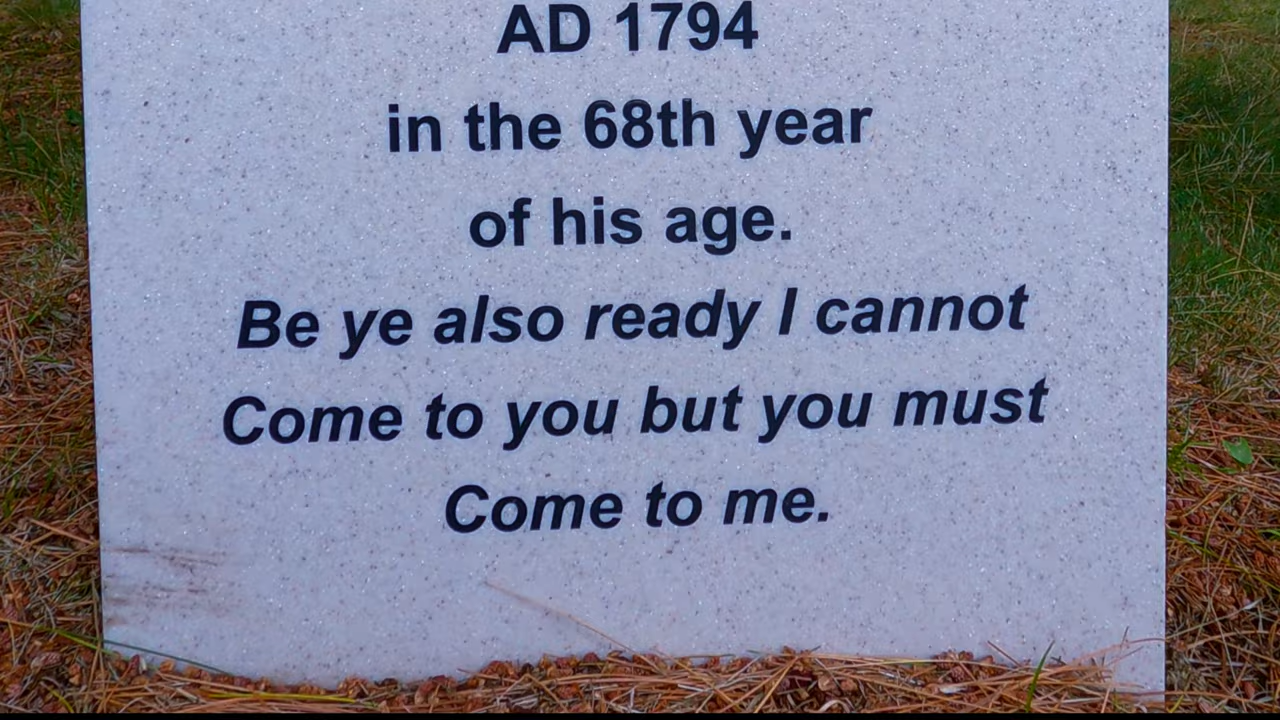 AD 1794
in the 68th year
of his age.
Be ye also ready I cannot
Come to you but you must
Come to me.